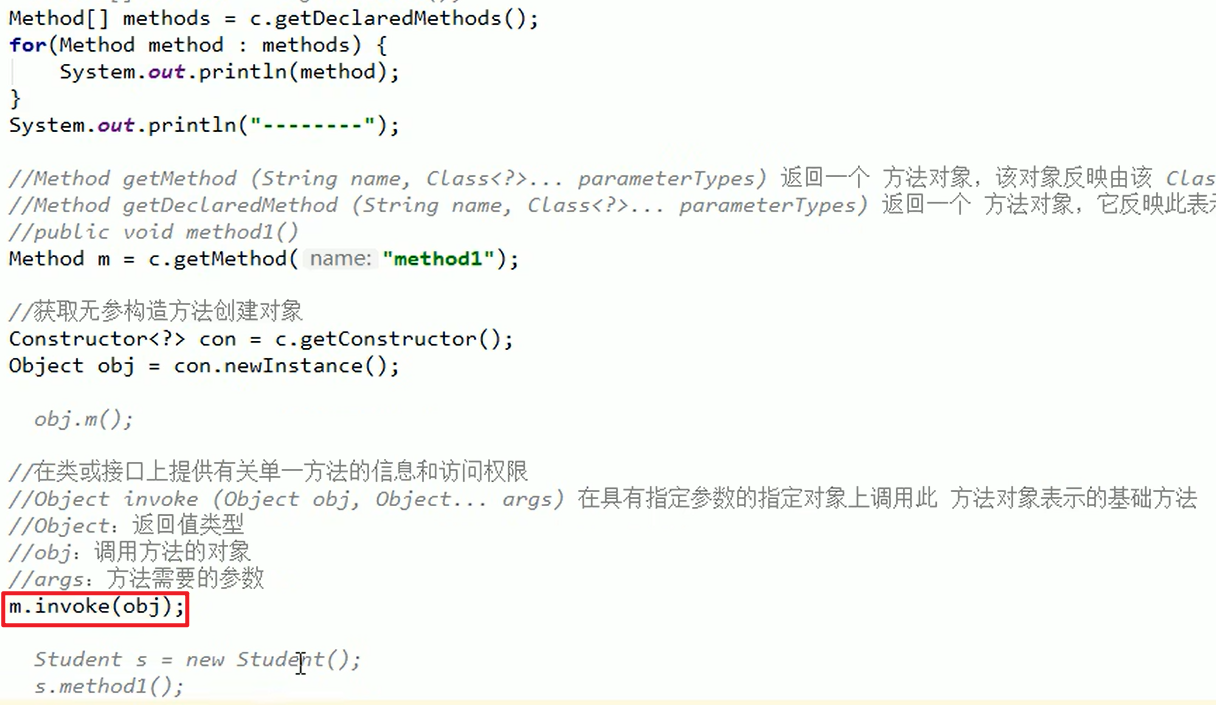 Method[] methods = c.getDeclaredMethods();
for(Method method : methods) {
System.out.println(method);
}
System.out.println("--------");
//Method getMethod (String name, Class<?>... parameterTypes) 返回一个 方法对象，该对象反映由该 Clas
//Method getDeclaredMethod (String name, Class<?>... parameterTypes) 返回一个 方法对象，它反映此表示
//public void method1()
Method m = c.getMethod( name: "method1");
//获取无参构造方法创建对象
Constructor<?> con = c.getConstructor();
Object obj = con.newInstance();
obj.m();
//在类或接口上提供有关单一方法的信息和访问权限
//Object invoke (Object obj, Object... args) 在具有指定参数的指定对象上调用此 方法对象表示的基础方法
//Object：返回值类型
//obj：调用方法的对象
//args：方法需要的参数
m.invoke(obj);
Student s = new Student();
s.method1();